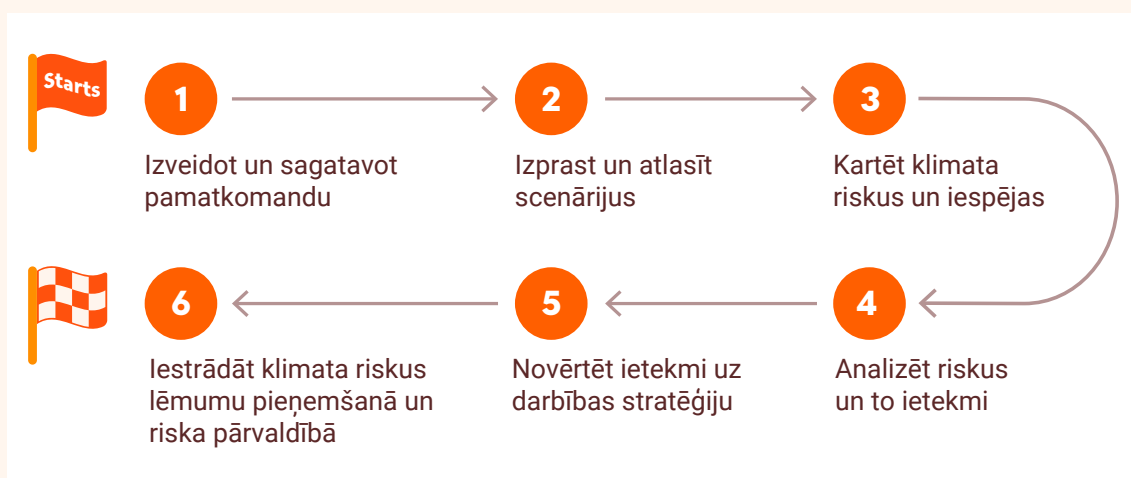 Starts
1
Izveidot un sagatavot
pamatkomandu
2
Izprast un atlasīt
scenārijus
3
Kartēt klimata
riskus un iespējas
4
Analizēt riskus
un to ietekmi
5
Novērtēt ietekmi uz
darbības stratēģiju
6
Iestrādāt klimata riskus
lēmumu pieņemšanā un
riska pārvaldībā